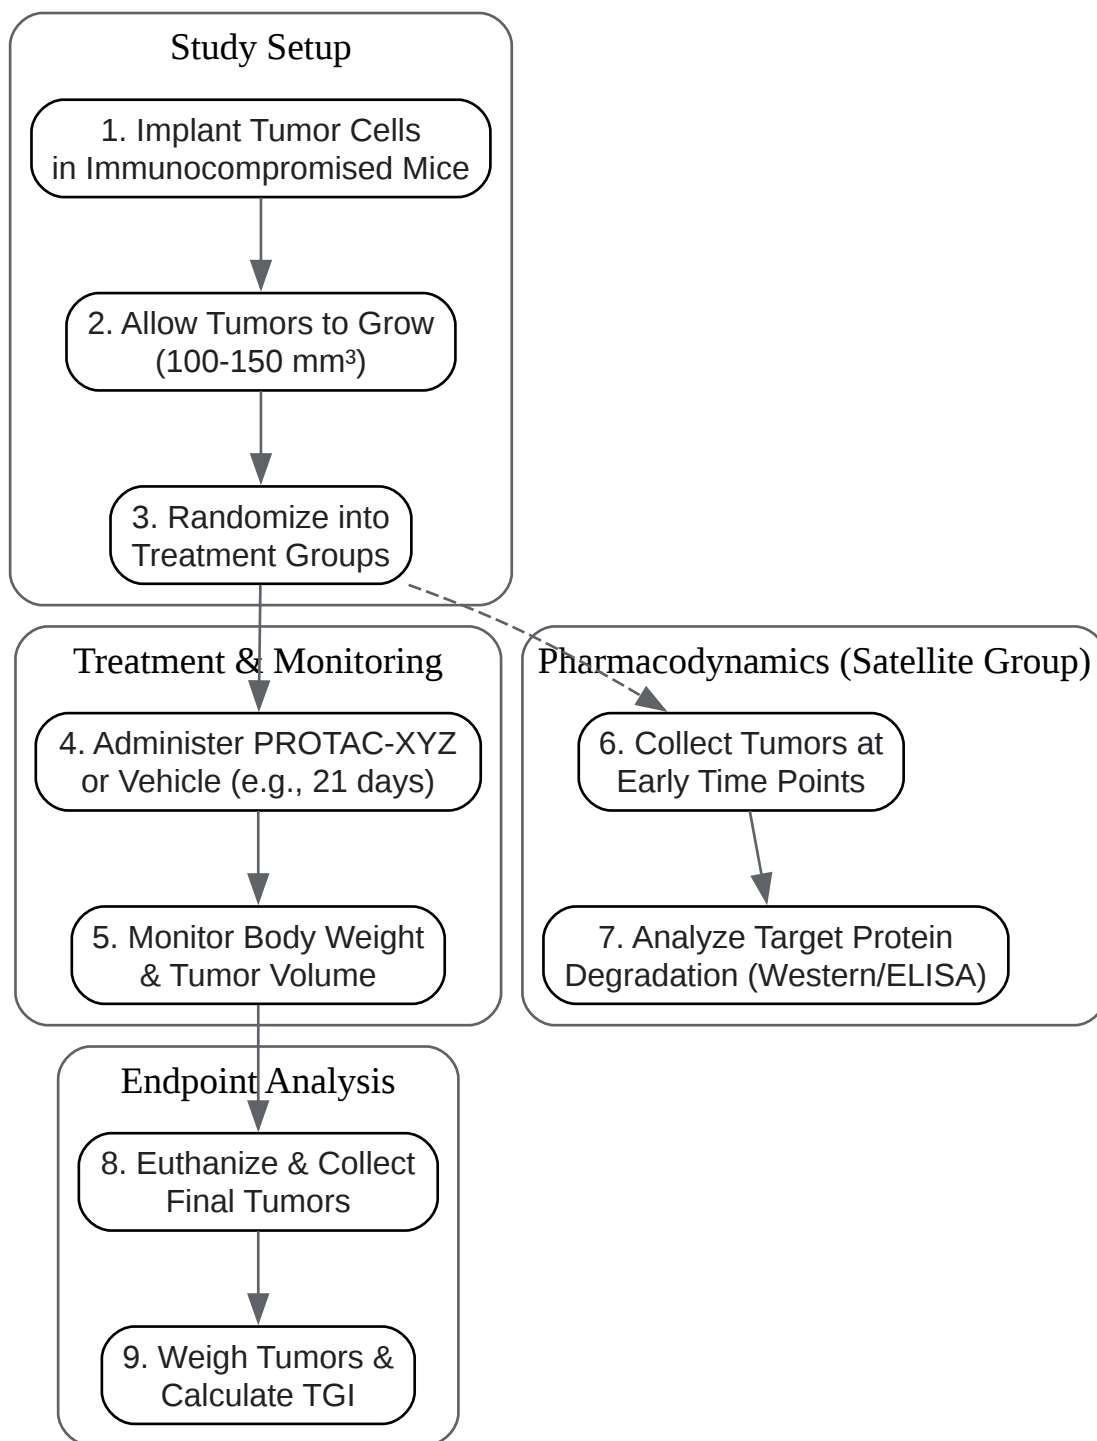 Study Setup
1. Implant Tumor Cells
in Immunocompromised Mice
2. Allow Tumors to Grow
(100-150 mm³)
3. Randomize into
Treatment Groups
Treatment & Monitoring
4. Administer PROTAC-XYZ
or Vehicle (e.g., 21 days)
5. Monitor Body Weight
& Tumor Volume
Pharmacodynamics (Satellite Group)
6. Collect Tumors at
Early Time Points
7. Analyze Target Protein
Degradation (Western/ELISA)
Endpoint Analysis
8. Euthanize & Collect
Final Tumors
9. Weigh Tumors &
Calculate TGI